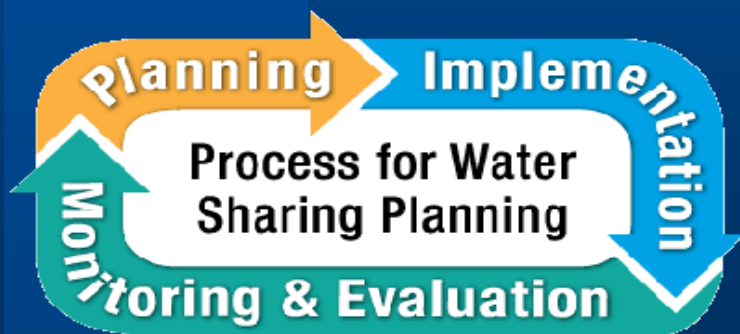 Planning
Implementation
Process for Water
Sharing Planning
Monitoring & Evaluation